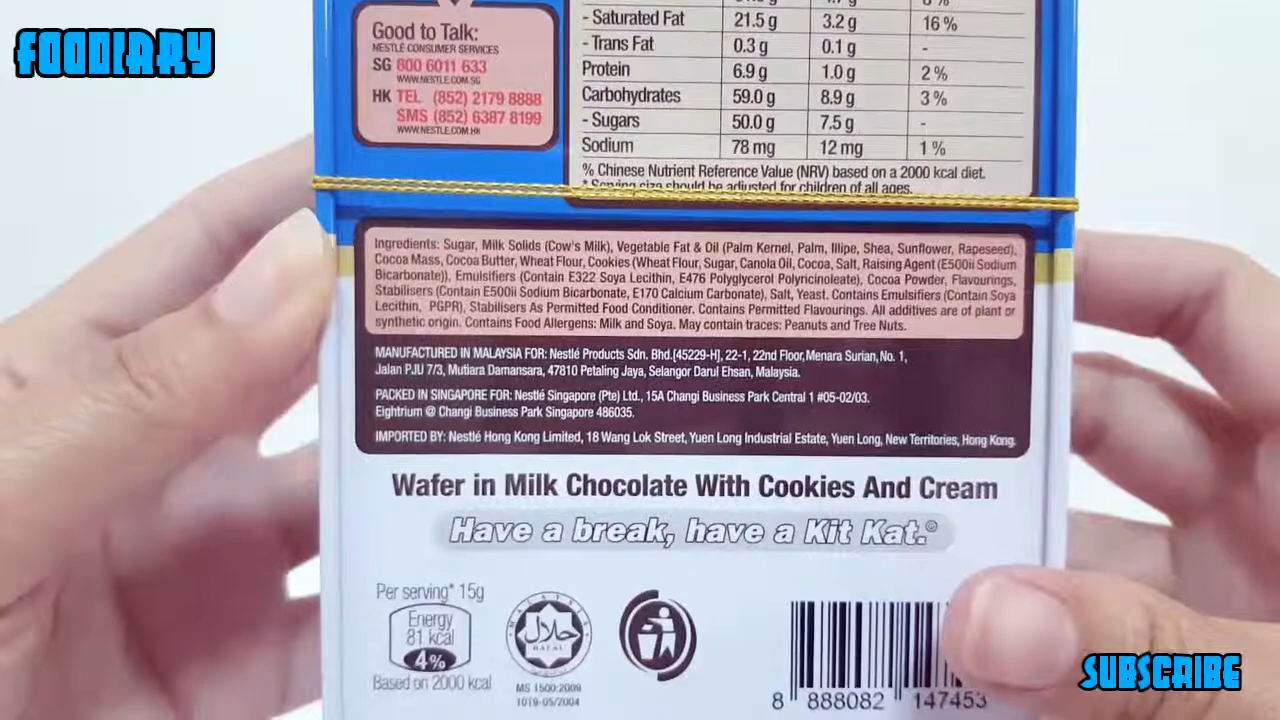 FOODIARY
Good to Talk:
NESTLÉ CONSUMER SERVICES
SG 800 6011 633
WWW.NESTLE.COM.SG
HK TEL (852) 2179 8888
SMS (852) 6387 8199
WWW.NESTLE.COM.HK
- Saturated Fat 21.5 g 3.2 g 16 %
- Trans Fat 0.3 g 0.1 g -
Protein 6.9 g 1.0 g 2 %
Carbohydrates 59.0 g 8.9 g 3 %
- Sugars 50.0 g 7.5 g -
Sodium 78 mg 12 mg 1 %
% Chinese Nutrient Reference Value (NRV) based on a 2000 kcal diet.
* Serving size should be adjusted for children of all ages.
Ingredients: Sugar, Milk Solids (Cow's Milk), Vegetable Fat & Oil (Palm Kernel, Palm, Illipe, Shea, Sunflower, Rapeseed),
Cocoa Mass, Cocoa Butter, Wheat Flour, Cookies (Wheat Flour, Sugar, Canola Oil, Cocoa, Salt, Raising Agent (E500ii Sodium
Bicarbonate)), Emulsifiers (Contain E322 Soya Lecithin, E476 Polyglycerol Polyricinoleate), Cocoa Powder, Flavourings,
Stabilisers (Contain E500ii Sodium Bicarbonate, E170 Calcium Carbonate), Salt, Yeast. Contains Emulsifiers (Contain Soya
Lecithin, PGPR), Stabilisers As Permitted Food Conditioner. Contains Permitted Flavourings. All additives are of plant or
synthetic origin. Contains Food Allergens: Milk and Soya. May contain traces: Peanuts and Tree Nuts.
MANUFACTURED IN MALAYSIA FOR: Nestlé Products Sdn. Bhd.[45229-H], 22-1, 22nd Floor, Menara Surian, No. 1,
Jalan PJU 7/3, Mutiara Damansara, 47810 Petaling Jaya, Selangor Darul Ehsan, Malaysia.
PACKED IN SINGAPORE FOR: Nestlé Singapore (Pte) Ltd., 15A Changi Business Park Central 1 #05-02/03.
Eightrium @ Changi Business Park Singapore 486035.
IMPORTED BY: Nestlé Hong Kong Limited, 18 Wang Lok Street, Yuen Long Industrial Estate, Yuen Long, New Territories, Hong Kong.
Wafer in Milk Chocolate With Cookies And Cream
Have a break, have a Kit Kat.®
Per serving* 15g
Energy
81 kcal
4%
Based on 2000 kcal
MALAYSIA
حلال
HALAL
MS 1500:2009
1019-05/2004
8 888082 147453
SUBSCRIBE